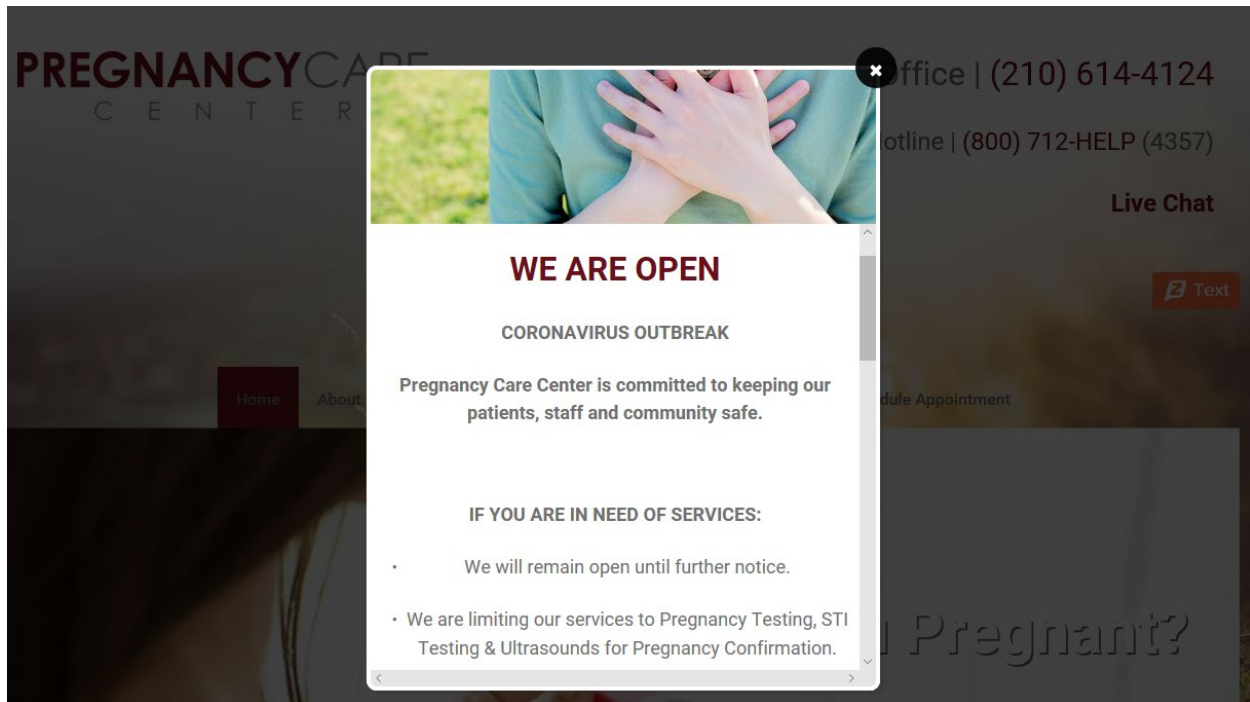 PREGNANCYCA
CENTER
ffice | (210) 614-4124
otline | (800) 712-HELP (4357)
Live Chat
Text
Home
About
dule Appointment
WE ARE OPEN
CORONAVIRUS OUTBREAK
Pregnancy Care Center is committed to keeping our
patients, staff and community safe.
IF YOU ARE IN NEED OF SERVICES:
• We will remain open until further notice.
• We are limiting our services to Pregnancy Testing, STI
Testing & Ultrasounds for Pregnancy Confirmation.
Pregnant?